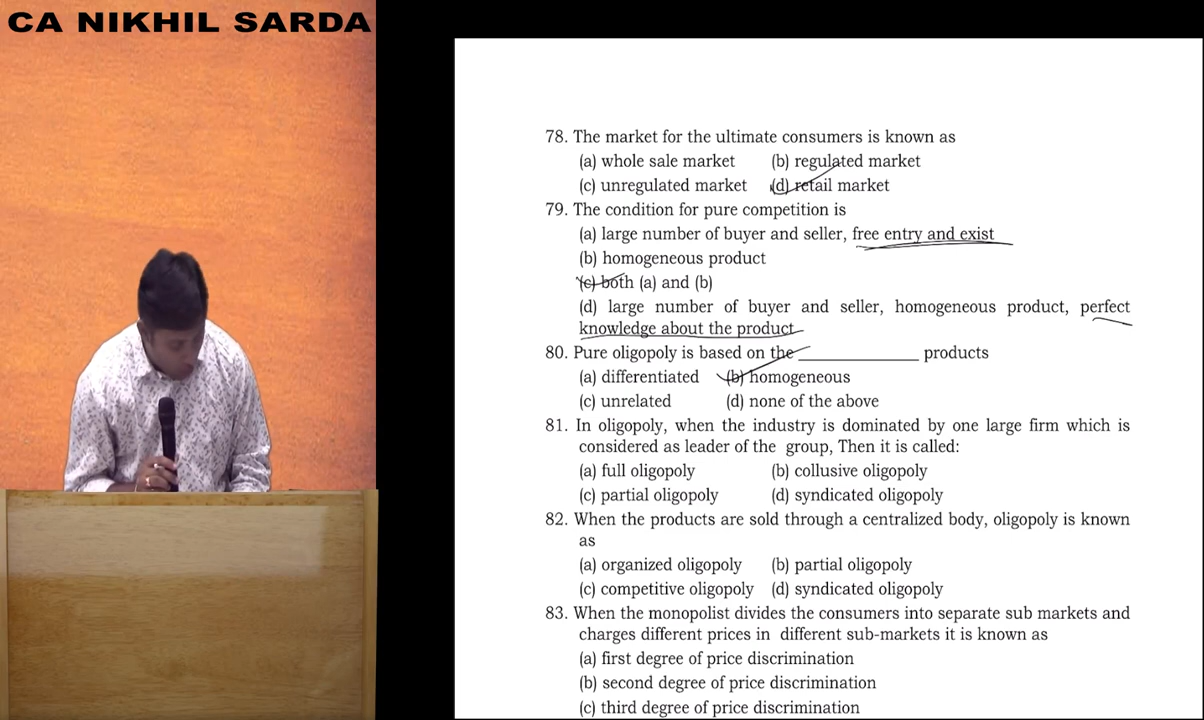 CA NIKHIL SARDA
78. The market for the ultimate consumers is known as
(a) whole sale market (b) regulated market
(c) unregulated market (d) retail market
79. The condition for pure competition is
(a) large number of buyer and seller, free entry and exist
(b) homogeneous product
(c) both (a) and (b)
(d) large number of buyer and seller, homogeneous product, perfect
knowledge about the product
80. Pure oligopoly is based on the ______________ products
(a) differentiated (b) homogeneous
(c) unrelated (d) none of the above
81. In oligopoly, when the industry is dominated by one large firm which is
considered as leader of the group, Then it is called:
(a) full oligopoly (b) collusive oligopoly
(c) partial oligopoly (d) syndicated oligopoly
82. When the products are sold through a centralized body, oligopoly is known
as
(a) organized oligopoly (b) partial oligopoly
(c) competitive oligopoly (d) syndicated oligopoly
83. When the monopolist divides the consumers into separate sub markets and
charges different prices in different sub-markets it is known as
(a) first degree of price discrimination
(b) second degree of price discrimination
(c) third degree of price discrimination